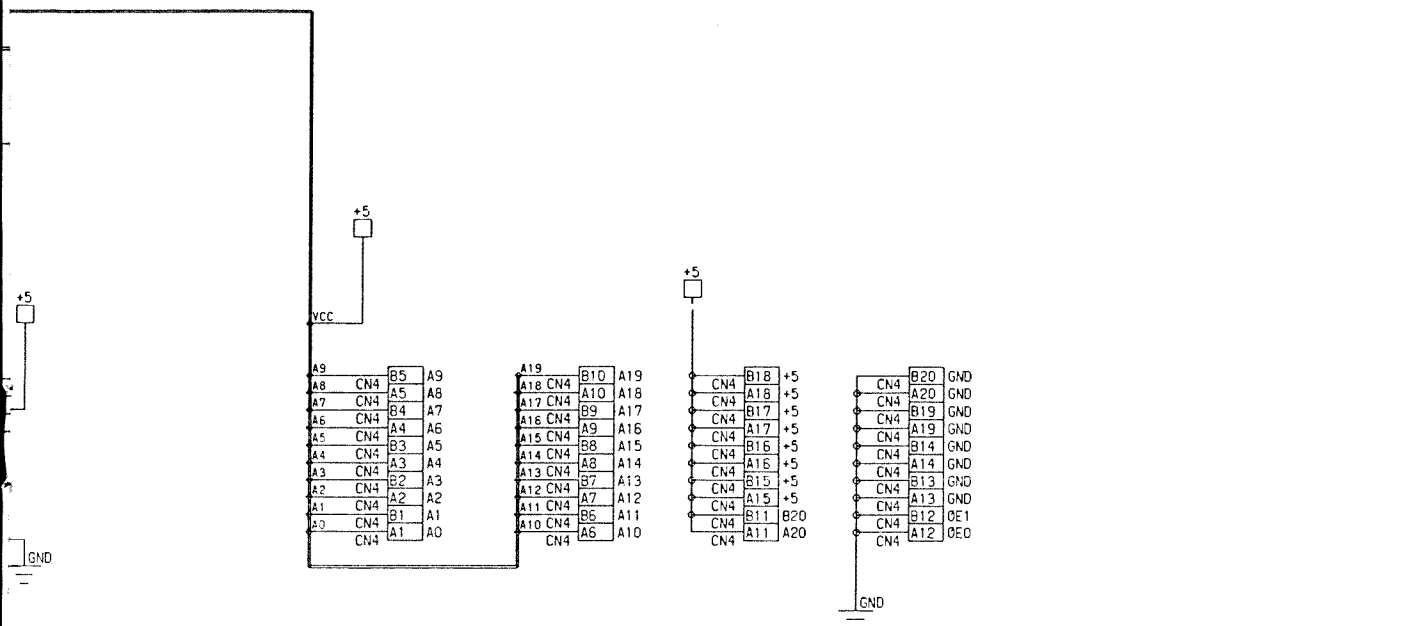 +5
+5
+5
VCC
A9 CN4 B5 A9
A8 CN4 A5 A8
A7 CN4 B4 A7
A6 CN4 A4 A6
A5 CN4 B3 A5
A4 CN4 A3 A4
A3 CN4 B2 A3
A2 CN4 A2 A2
A1 CN4 B1 A1
A0 CN4 A1 A0
A19 CN4 B10 A19
A18 CN4 A10 A18
A17 CN4 B9 A17
A16 CN4 A9 A16
A15 CN4 B8 A15
A14 CN4 A8 A14
A13 CN4 B7 A13
A12 CN4 A7 A12
A11 CN4 B6 A11
A10 CN4 A6 A10
CN4 B18 +5
CN4 A18 +5
CN4 B17 +5
CN4 A17 +5
CN4 B16 +5
CN4 A16 +5
CN4 B15 +5
CN4 A15 +5
CN4 B11 B20
CN4 A11 A20
CN4 B20 GND
CN4 A20 GND
CN4 B19 GND
CN4 A19 GND
CN4 B14 GND
CN4 A14 GND
CN4 B13 GND
CN4 A13 GND
CN4 B12 OE1
CN4 A12 OE0
GND
GND